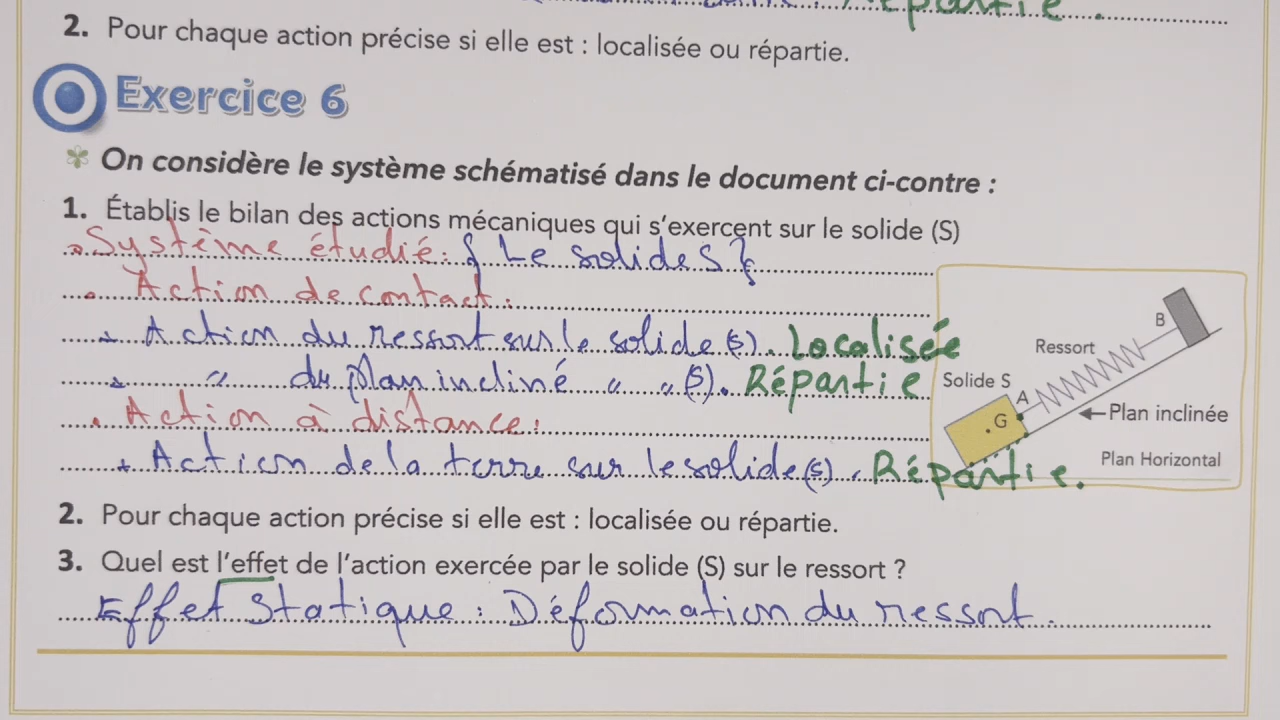 Répartie.
2. Pour chaque action précise si elle est : localisée ou répartie.
Exercice 6
On considère le système schématisé dans le document ci-contre :
1. Établis le bilan des actions mécaniques qui s'exercent sur le solide (S)
Système étudié : { Le solide S }
Action de contact :
+ Action du ressort sur le solide (S). Localisée
+ " du plan incliné " " (S). Répartie
Action à distance :
+ Action de la terre sur le solide (S). Répartie.
B
Ressort
Solide S
A
G
Plan inclinée
Plan Horizontal
2. Pour chaque action précise si elle est : localisée ou répartie.
3. Quel est l'effet de l'action exercée par le solide (S) sur le ressort ?
Effet Statique : Déformation du ressort.